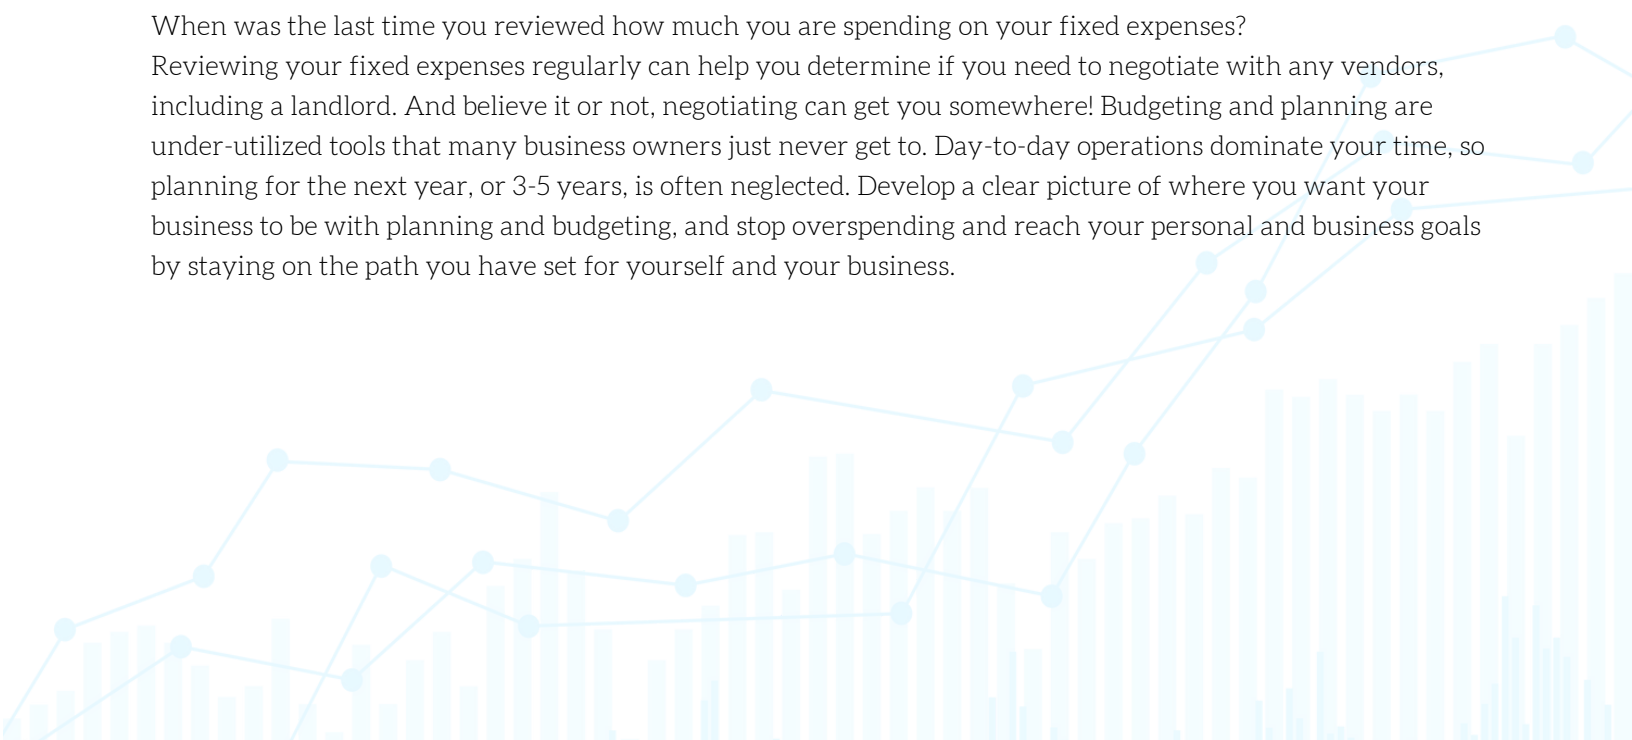 When was the last time you reviewed how much you are spending on your fixed expenses?
Reviewing your fixed expenses regularly can help you determine if you need to negotiate with any vendors,
including a landlord. And believe it or not, negotiating can get you somewhere! Budgeting and planning are
under-utilized tools that many business owners just never get to. Day-to-day operations dominate your time, so
planning for the next year, or 3-5 years, is often neglected. Develop a clear picture of where you want your
business to be with planning and budgeting, and stop overspending and reach your personal and business goals
by staying on the path you have set for yourself and your business.